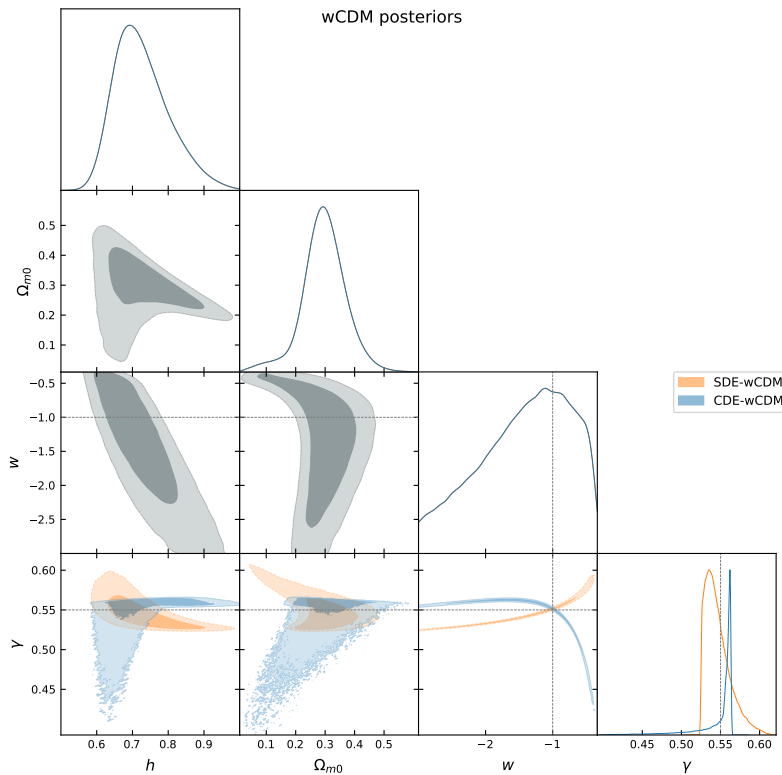 wCDM posteriors
0.5
0.4
0.3
0.2
0.1
Ωm0
−0.5
−1.0
−1.5
−2.0
−2.5
w
SDE-wCDM
CDE-wCDM
0.60
0.55
0.50
0.45
γ
0.6 0.7 0.8 0.9
0.1 0.2 0.3 0.4 0.5
−2 −1
0.45 0.50 0.55 0.60
h
Ωm0
w
γ